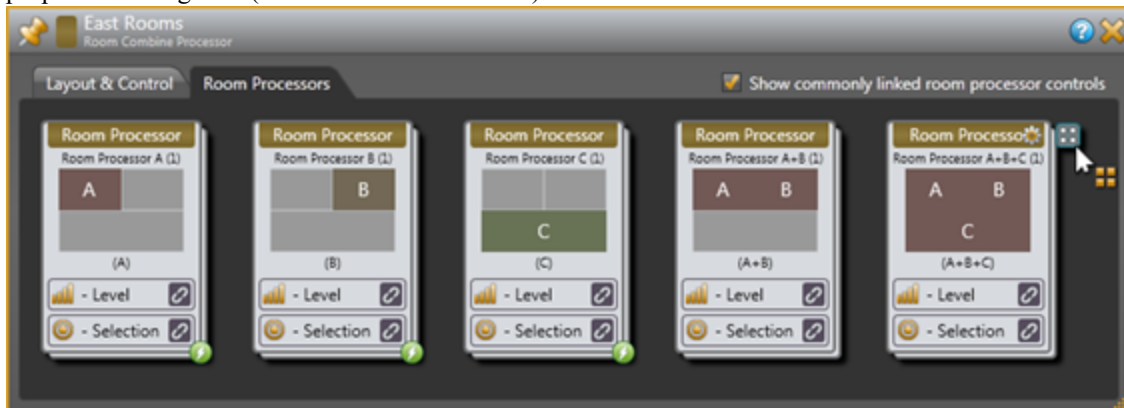 East Rooms
Room Combine Processor
Layout & Control
Room Processors
Show commonly linked room processor controls
Room Processor
Room Processor A (1)
A
(A)
- Level
- Selection
Room Processor
Room Processor B (1)
B
(B)
- Level
- Selection
Room Processor
Room Processor C (1)
C
(C)
- Level
- Selection
Room Processor
Room Processor A+B (1)
A B
(A+B)
- Level
- Selection
Room Processo
Room Processor A+B+C (1)
A B
C
(A+B+C)
- Level
- Selection